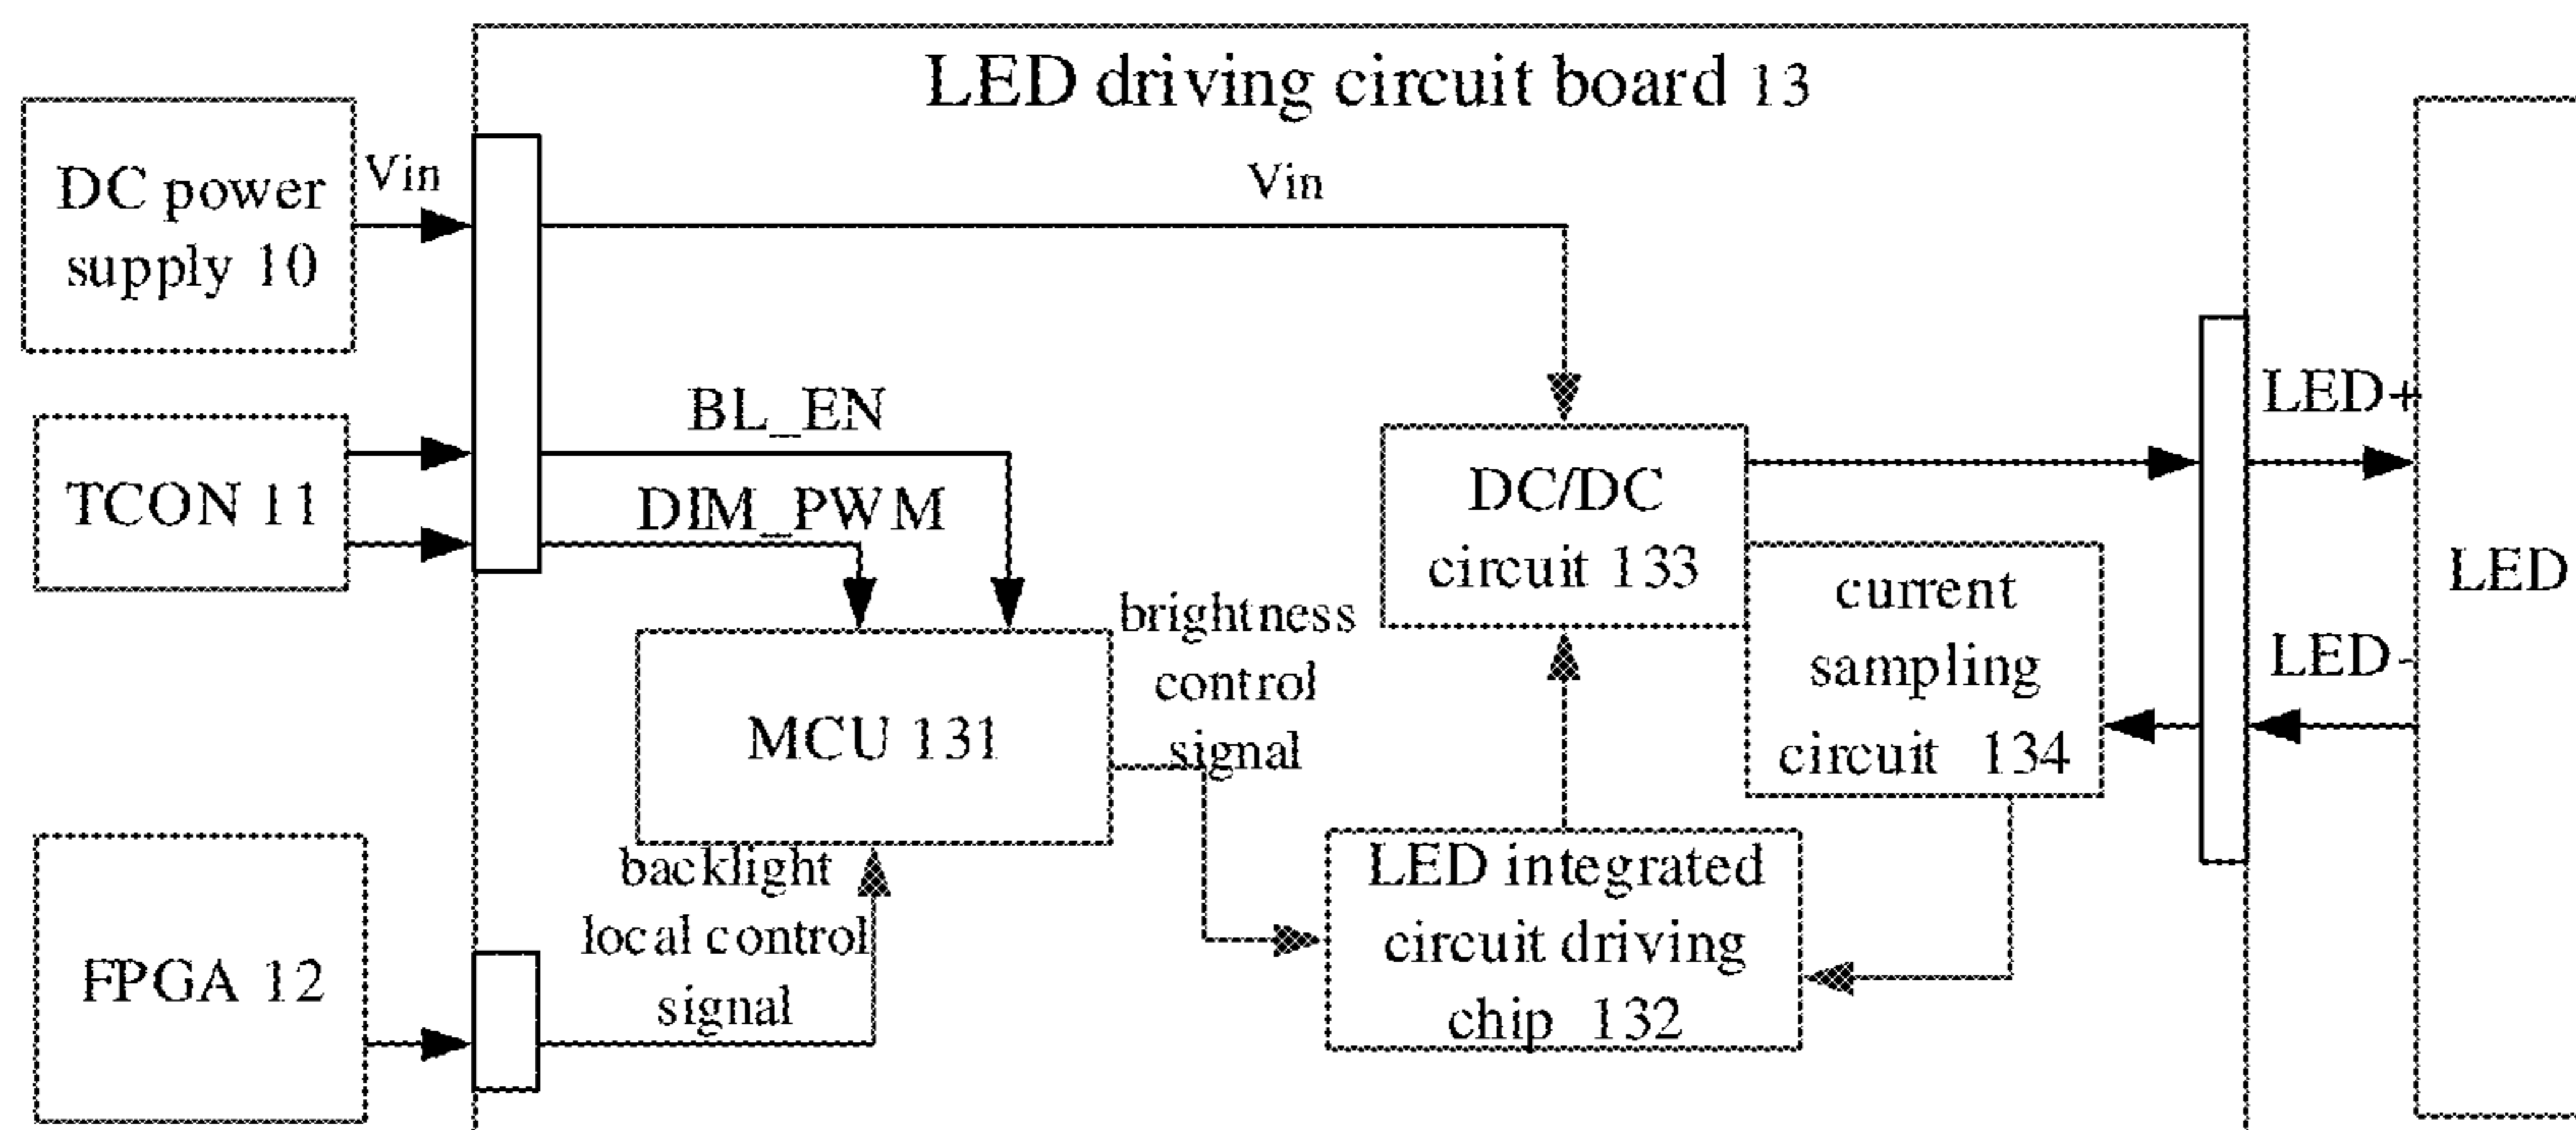 LED driving circuit board 13
DC power
supply 10
Vin
Vin
TCON 11
BL_EN
DIM_PWM
MCU 131
brightness
control
signal
DC/DC
circuit 133
current
sampling
circuit 134
LED+
LED-
LED
FPGA 12
backlight
local control
signal
LED integrated
circuit driving
chip 132